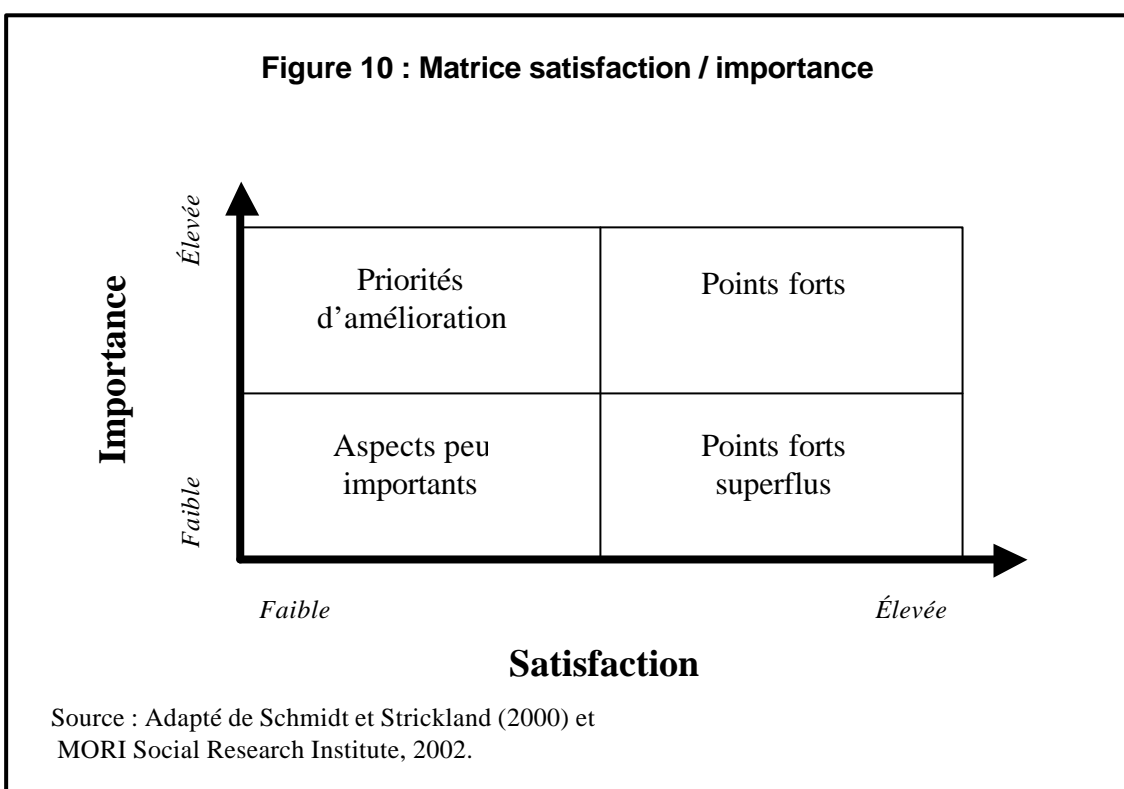 Figure 10 : Matrice satisfaction / importance
Élevée
Importance
Faible
Priorités
d’amélioration
Points forts
Aspects peu
importants
Points forts
superflus
Faible
Élevée
Satisfaction
Source : Adapté de Schmidt et Strickland (2000) et
MORI Social Research Institute, 2002.